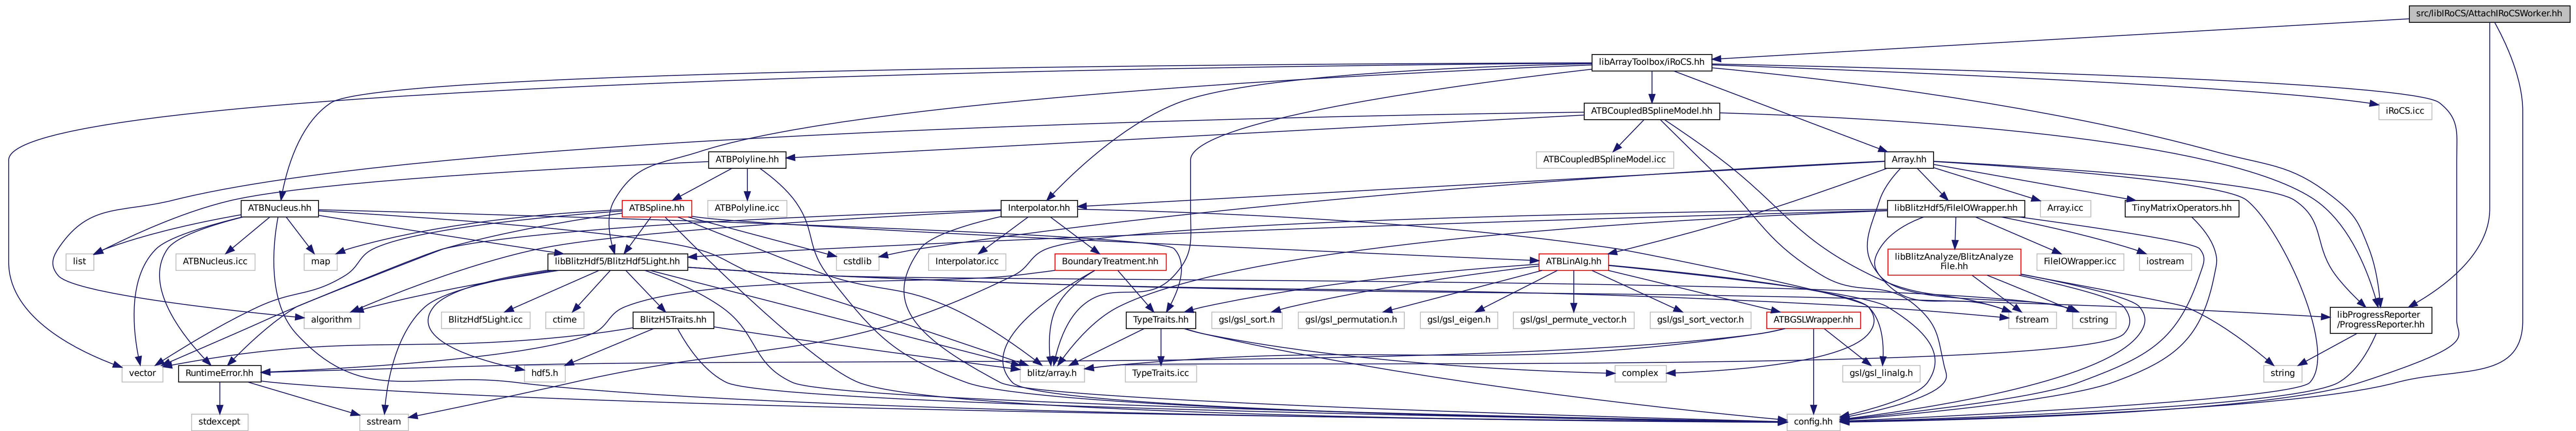 src/libIRoCS/AttachIRoCSWorker.hh
libArrayToolbox/iRoCS.hh
ATBCoupledBSplineModel.hh
iRoCS.icc
ATBPolyline.hh
ATBCoupledBSplineModel.icc
Array.hh
ATBNucleus.hh
ATBSpline.hh
ATBPolyline.icc
Interpolator.hh
libBlitzHdf5/FileIOWrapper.hh
Array.icc
TinyMatrixOperators.hh
list
ATBNucleus.icc
map
libBlitzHdf5/BlitzHdf5Light.hh
cstdlib
Interpolator.icc
BoundaryTreatment.hh
ATBLinAlg.hh
libBlitzAnalyze/BlitzAnalyze
File.hh
FileIOWrapper.icc
iostream
algorithm
BlitzHdf5Light.icc
ctime
BlitzH5Traits.hh
TypeTraits.hh
gsl/gsl_sort.h
gsl/gsl_permutation.h
gsl/gsl_eigen.h
gsl/gsl_permute_vector.h
gsl/gsl_sort_vector.h
ATBGSLWrapper.hh
fstream
cstring
libProgressReporter
/ProgressReporter.hh
vector
RuntimeError.hh
hdf5.h
blitz/array.h
TypeTraits.icc
complex
gsl/gsl_linalg.h
string
stdexcept
sstream
config.hh